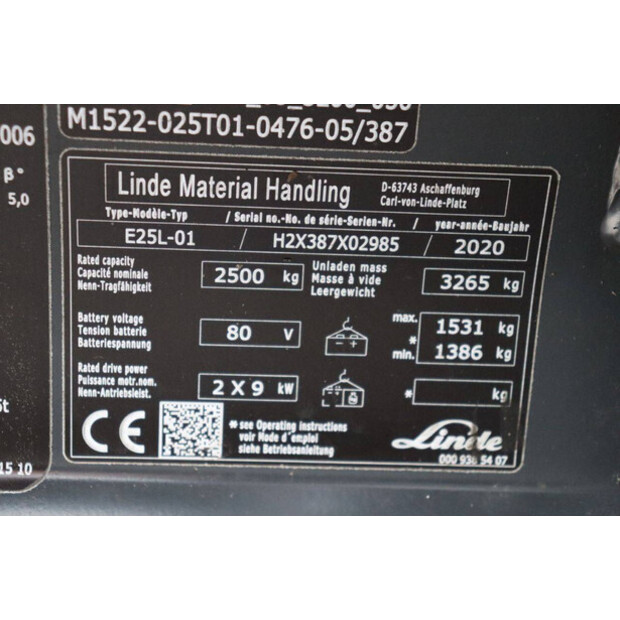 M1522-025T01-0476-05/387
006
β°
5,0
Linde Material Handling
D-63743 Aschaffenburg
Carl-von-Linde-Platz
Type-Modèle-Typ / Serial no.-No. de série-Serien-Nr. / year-année-Baujahr
E25L-01 / H2X387X02985 / 2020
Rated capacity
Capacité nominale
Nenn-Tragfähigkeit
2500 kg
Unladen mass
Masse à vide
Leergewicht
3265 kg
Battery voltage
Tension batterie
Batteriespannung
80 V
- +
max. 1531 kg
*
min. 1386 kg
Rated drive power
Puissance motr.nom.
Nenn-Antriebsleist.
2 X 9 kW
* kg
CE
* see Operating instructions
voir Mode d´emploi
siehe Betriebsanleitung
Linde
15 10